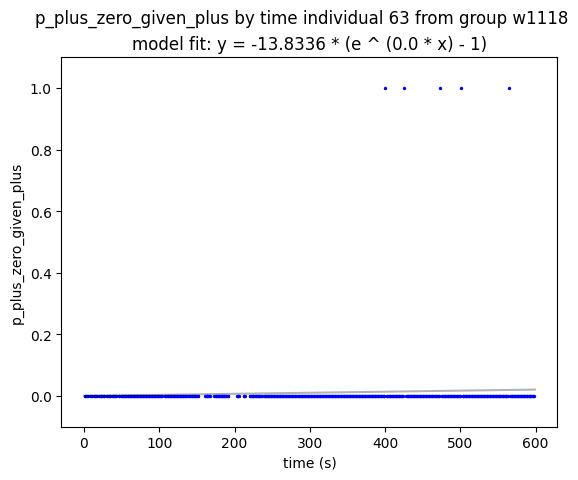 p_plus_zero_given_plus by time individual 63 from group w1118
model fit: y = -13.8336 * (e ^ (0.0 * x) - 1)
1.0
0.8
0.6
0.4
0.2
0.0
p_plus_zero_given_plus
0 100 200 300 400 500 600
time (s)